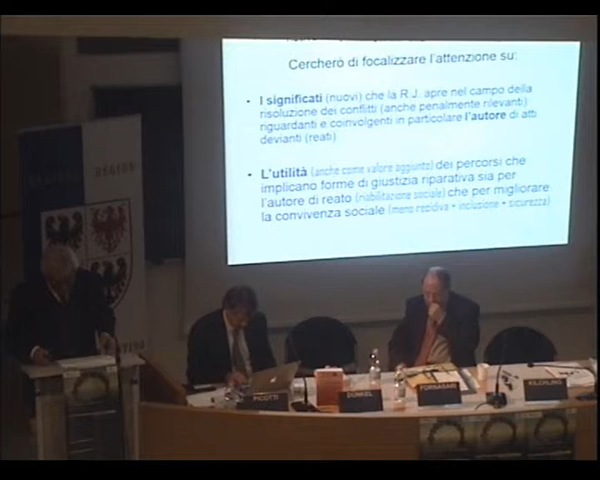 Cercherò di focalizzare l'attenzione su:
• I significati (nuovi) che la R.J. apre nel campo della
risoluzione dei conflitti (anche penalmente rilevanti)
riguardanti e coinvolgenti in particolare l'autore di atti
devianti (reati)
• L'utilità (anche come valore aggiunto) dei percorsi che
implicano forme di giustizia riparativa sia per
l'autore di reato (riabilitazione sociale) che per migliorare
la convivenza sociale (meno recidiva + inclusione + sicurezza)
REGION
PICOTTI
DÜNKEL
FORNASARI
KILCHLING